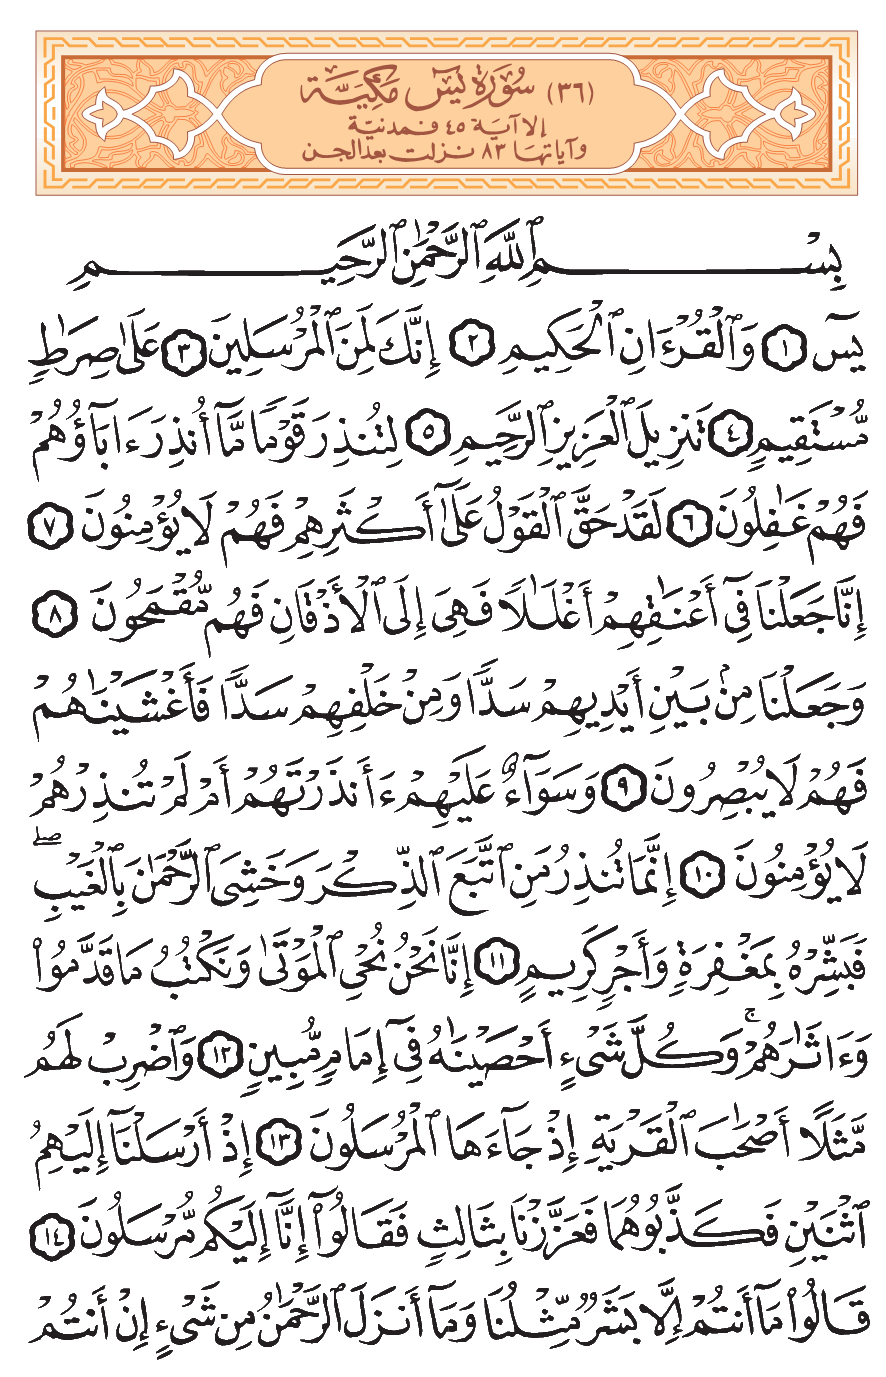 (٣٦) سُورَةُ يسٓ مَكِّيَّة
إلا آية ٤٥ فمدنيّة
وآياتها ٨٣ نزلت بعد الجن
بِسْمِ ٱللَّهِ ٱلرَّحْمَٰنِ ٱلرَّحِيمِ
يسٓ ١ وَٱلْقُرْءَانِ ٱلْحَكِيمِ ٢ إِنَّكَ لَمِنَ ٱلْمُرْسَلِينَ ٣ عَلَىٰ صِرَٰطٍ
مُّسْتَقِيمٍ ٤ تَنزِيلَ ٱلْعَزِيزِ ٱلرَّحِيمِ ٥ لِتُنذِرَ قَوْمًا مَّآ أُنذِرَ ءَابَآؤُهُمْ
فَهُمْ غَٰفِلُونَ ٦ لَقَدْ حَقَّ ٱلْقَوْلُ عَلَىٰٓ أَكْثَرِهِمْ فَهُمْ لَا يُؤْمِنُونَ ٧
إِنَّا جَعَلْنَا فِىٓ أَعْنَٰقِهِمْ أَغْلَٰلًا فَهِىَ إِلَى ٱلْأَذْقَانِ فَهُم مُّقْمَحُونَ ٨
وَجَعَلْنَا مِنۢ بَيْنِ أَيْدِيهِمْ سَدًّا وَمِنْ خَلْفِهِمْ سَدًّا فَأَغْشَيْنَٰهُمْ
فَهُمْ لَا يُبْصِرُونَ ٩ وَسَوَآءٌ عَلَيْهِمْ ءَأَنذَرْتَهُمْ أَمْ لَمْ تُنذِرْهُمْ
لَا يُؤْمِنُونَ ١٠ إِنَّمَا تُنذِرُ مَنِ ٱتَّبَعَ ٱلذِّكْرَ وَخَشِىَ ٱلرَّحْمَٰنَ بِٱلْغَيْبِ ۖ
فَبَشِّرْهُ بِمَغْفِرَةٍ وَأَجْرٍ كَرِيمٍ ١١ إِنَّا نَحْنُ نُحْىِ ٱلْمَوْتَىٰ وَنَكْتُبُ مَا قَدَّمُوا۟
وَءَاثَٰرَهُمْ ۚ وَكُلَّ شَىْءٍ أَحْصَيْنَٰهُ فِىٓ إِمَامٍ مُّبِينٍ ١٢ وَٱضْرِبْ لَهُم
مَّثَلًا أَصْحَٰبَ ٱلْقَرْيَةِ إِذْ جَآءَهَا ٱلْمُرْسَلُونَ ١٣ إِذْ أَرْسَلْنَآ إِلَيْهِمُ
ٱثْنَيْنِ فَكَذَّبُوهُمَا فَعَزَّزْنَا بِثَالِثٍ فَقَالُوٓا۟ إِنَّآ إِلَيْكُم مُّرْسَلُونَ ١٤
قَالُوا۟ مَآ أَنتُمْ إِلَّا بَشَرٌ مِّثْلُنَا وَمَآ أَنزَلَ ٱلرَّحْمَٰنُ مِن شَىْءٍ إِنْ أَنتُمْ